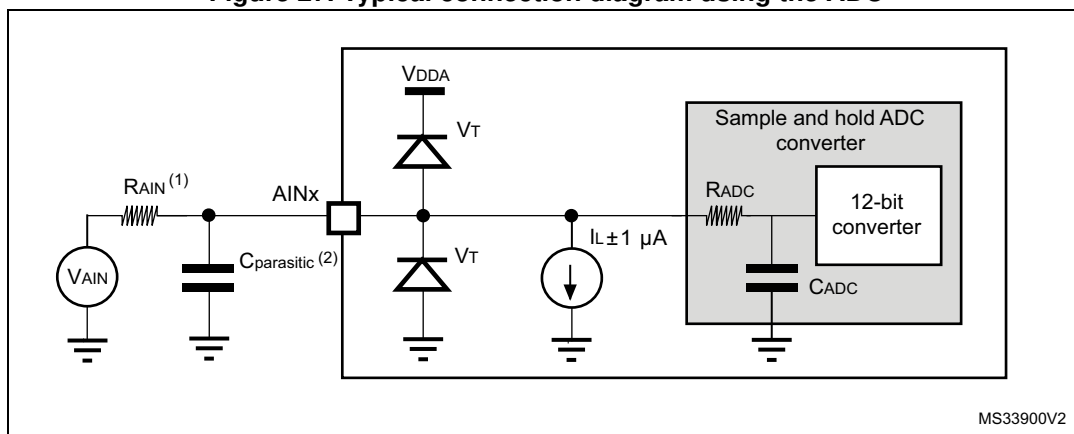 Figure Typical connection diagram using the ADC
VDDA
VT
Sample and hold ADC
converter
RAIN (1)
AINx
RADC
12-bit
converter
IL±1 µA
VT
Cparasitic (2)
VAIN
CADC
MS33900V2